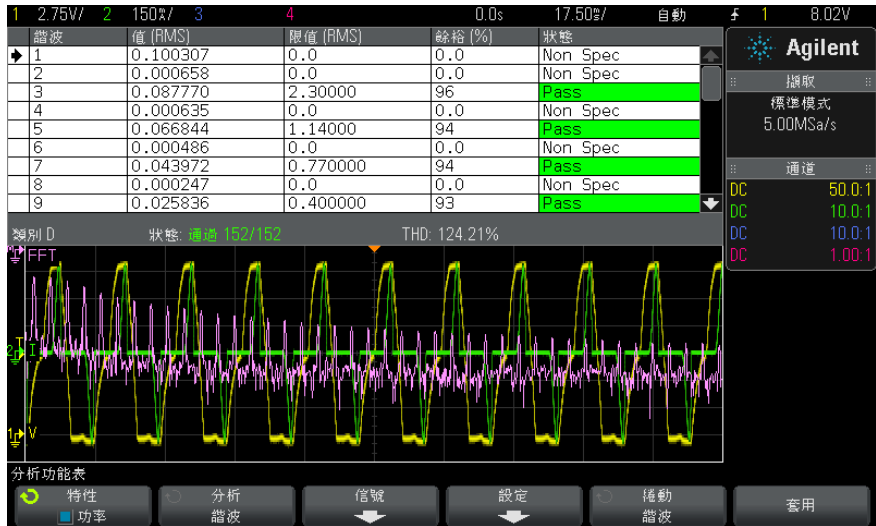 1 2.75V/ 2 150㎷/ 3 4 0.0s 17.50㎳/ 自動 1 8.02V
諧波 值 (RMS) 限值 (RMS) 餘裕 (%) 狀態
1 0.100307 0.0 0.0 Non Spec
2 0.000658 0.0 0.0 Non Spec
3 0.087770 2.30000 96 Pass
4 0.000635 0.0 0.0 Non Spec
5 0.066844 1.14000 94 Pass
6 0.000486 0.0 0.0 Non Spec
7 0.043972 0.770000 94 Pass
8 0.000247 0.0 0.0 Non Spec
9 0.025836 0.400000 93 Pass
類別 D 狀態: 通過 152/152 THD: 124.21%
FFT
2 I
1 V
Agilent
擷取
標準模式
5.00MSa/s
通道
DC 50.0:1
DC 10.0:1
DC 10.0:1
DC 1.00:1
分析功能表
特性
功率
分析
諧波
信號
設定
捲動
諧波
套用